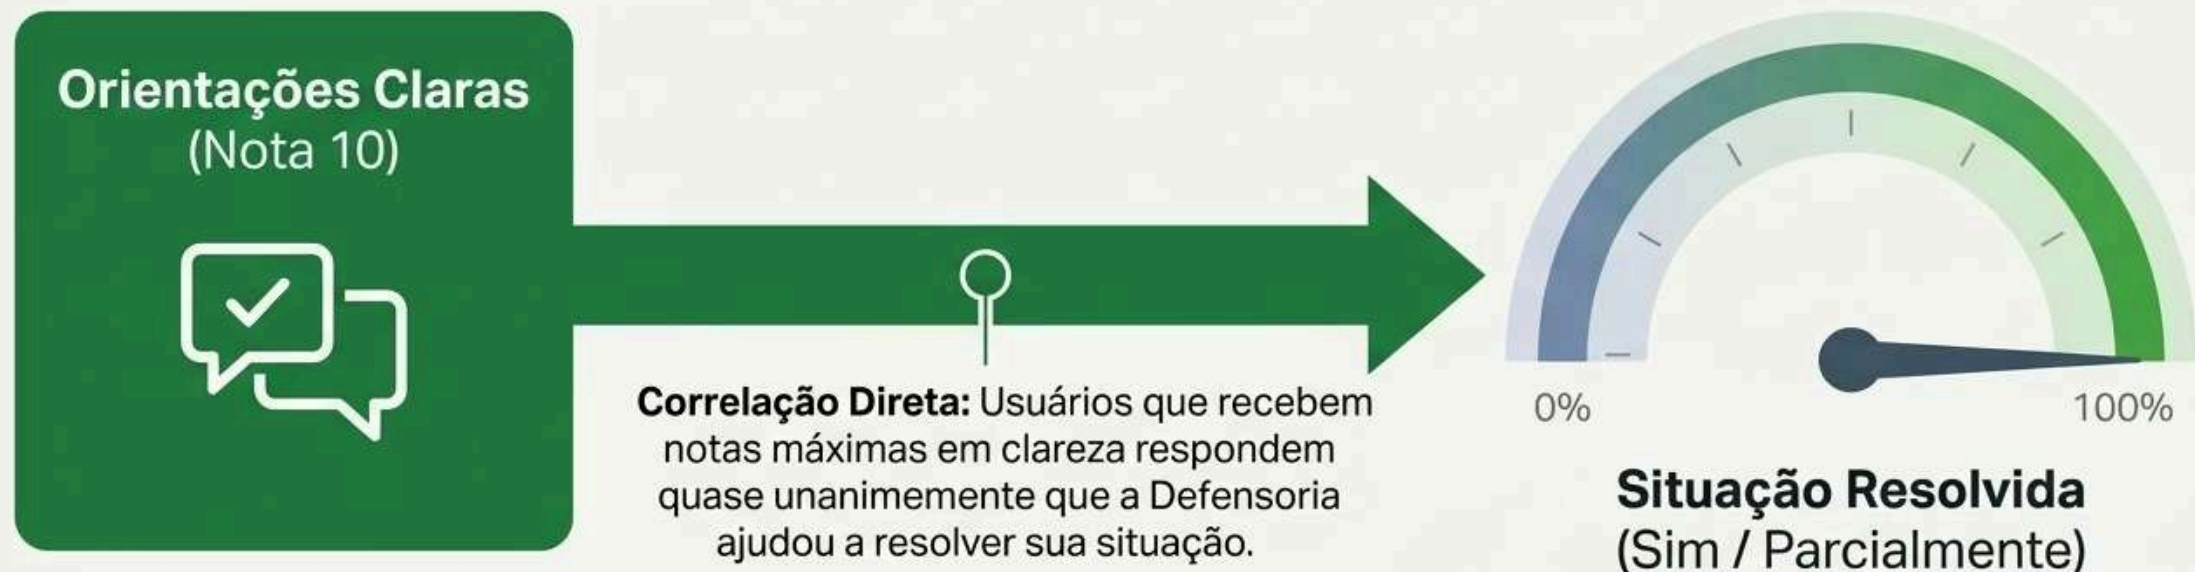 Orientações Claras
(Nota 10)
Correlação Direta: Usuários que recebem
notas máximas em clareza respondem
quase unanimemente que a Defensoria
ajudou a resolver sua situação.
0%
100%
Situação Resolvida
(Sim / Parcialmente)